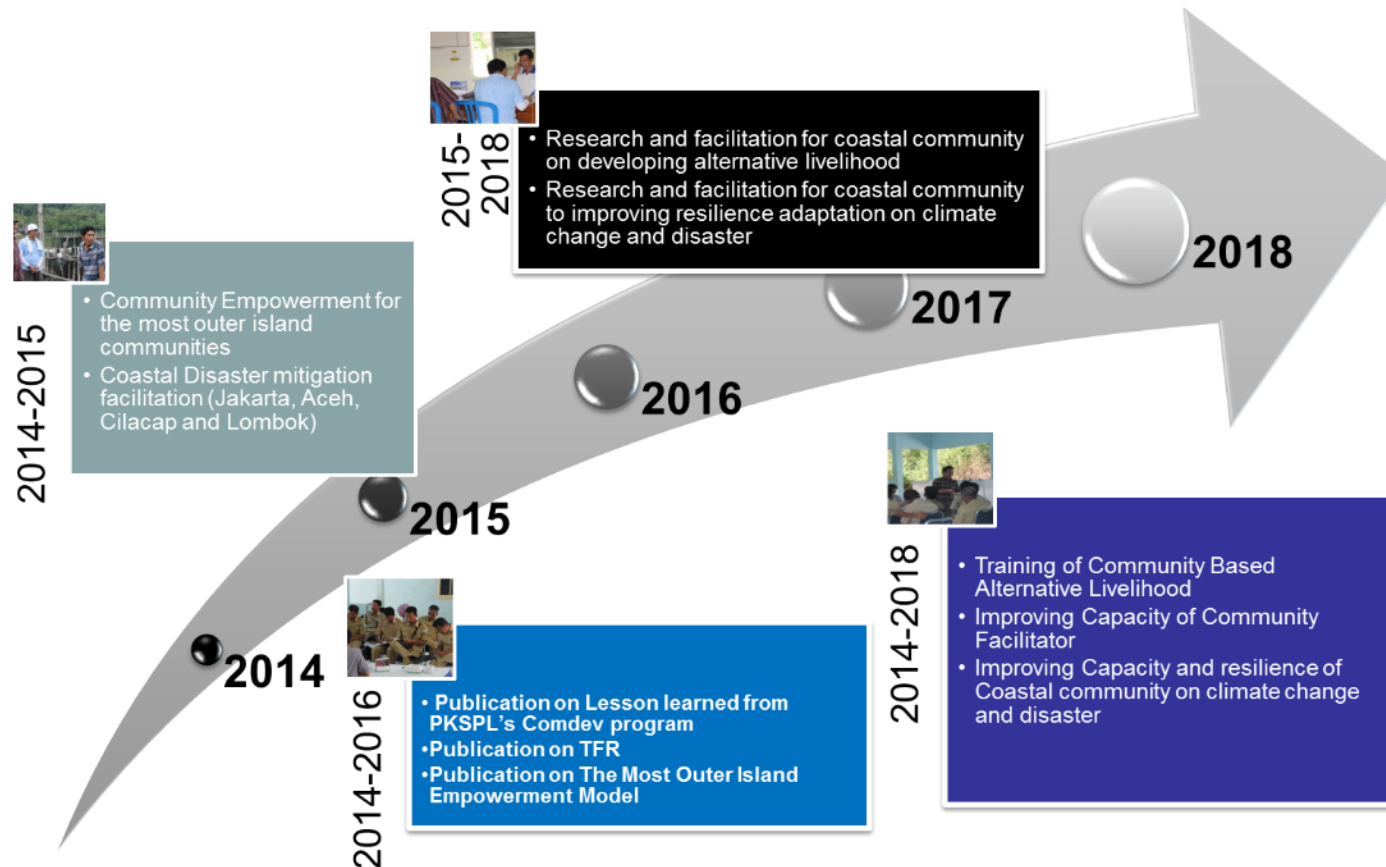 2015-
2018
• Research and facilitation for coastal community
on developing alternative livelihood
• Research and facilitation for coastal community
to improving resilience adaptation on climate
change and disaster
2014-2015
• Community Empowerment for
the most outer island
communities
• Coastal Disaster mitigation
facilitation (Jakarta, Aceh,
Cilacap and Lombok)
2014
2015
2016
2017
2018
2014-2016
• Publication on Lesson learned from
PKSPL's Comdev program
•Publication on TFR
•Publication on The Most Outer Island
Empowerment Model
2014-2018
• Training of Community Based
Alternative Livelihood
• Improving Capacity of Community
Facilitator
• Improving Capacity and resilience of
Coastal community on climate change
and disaster